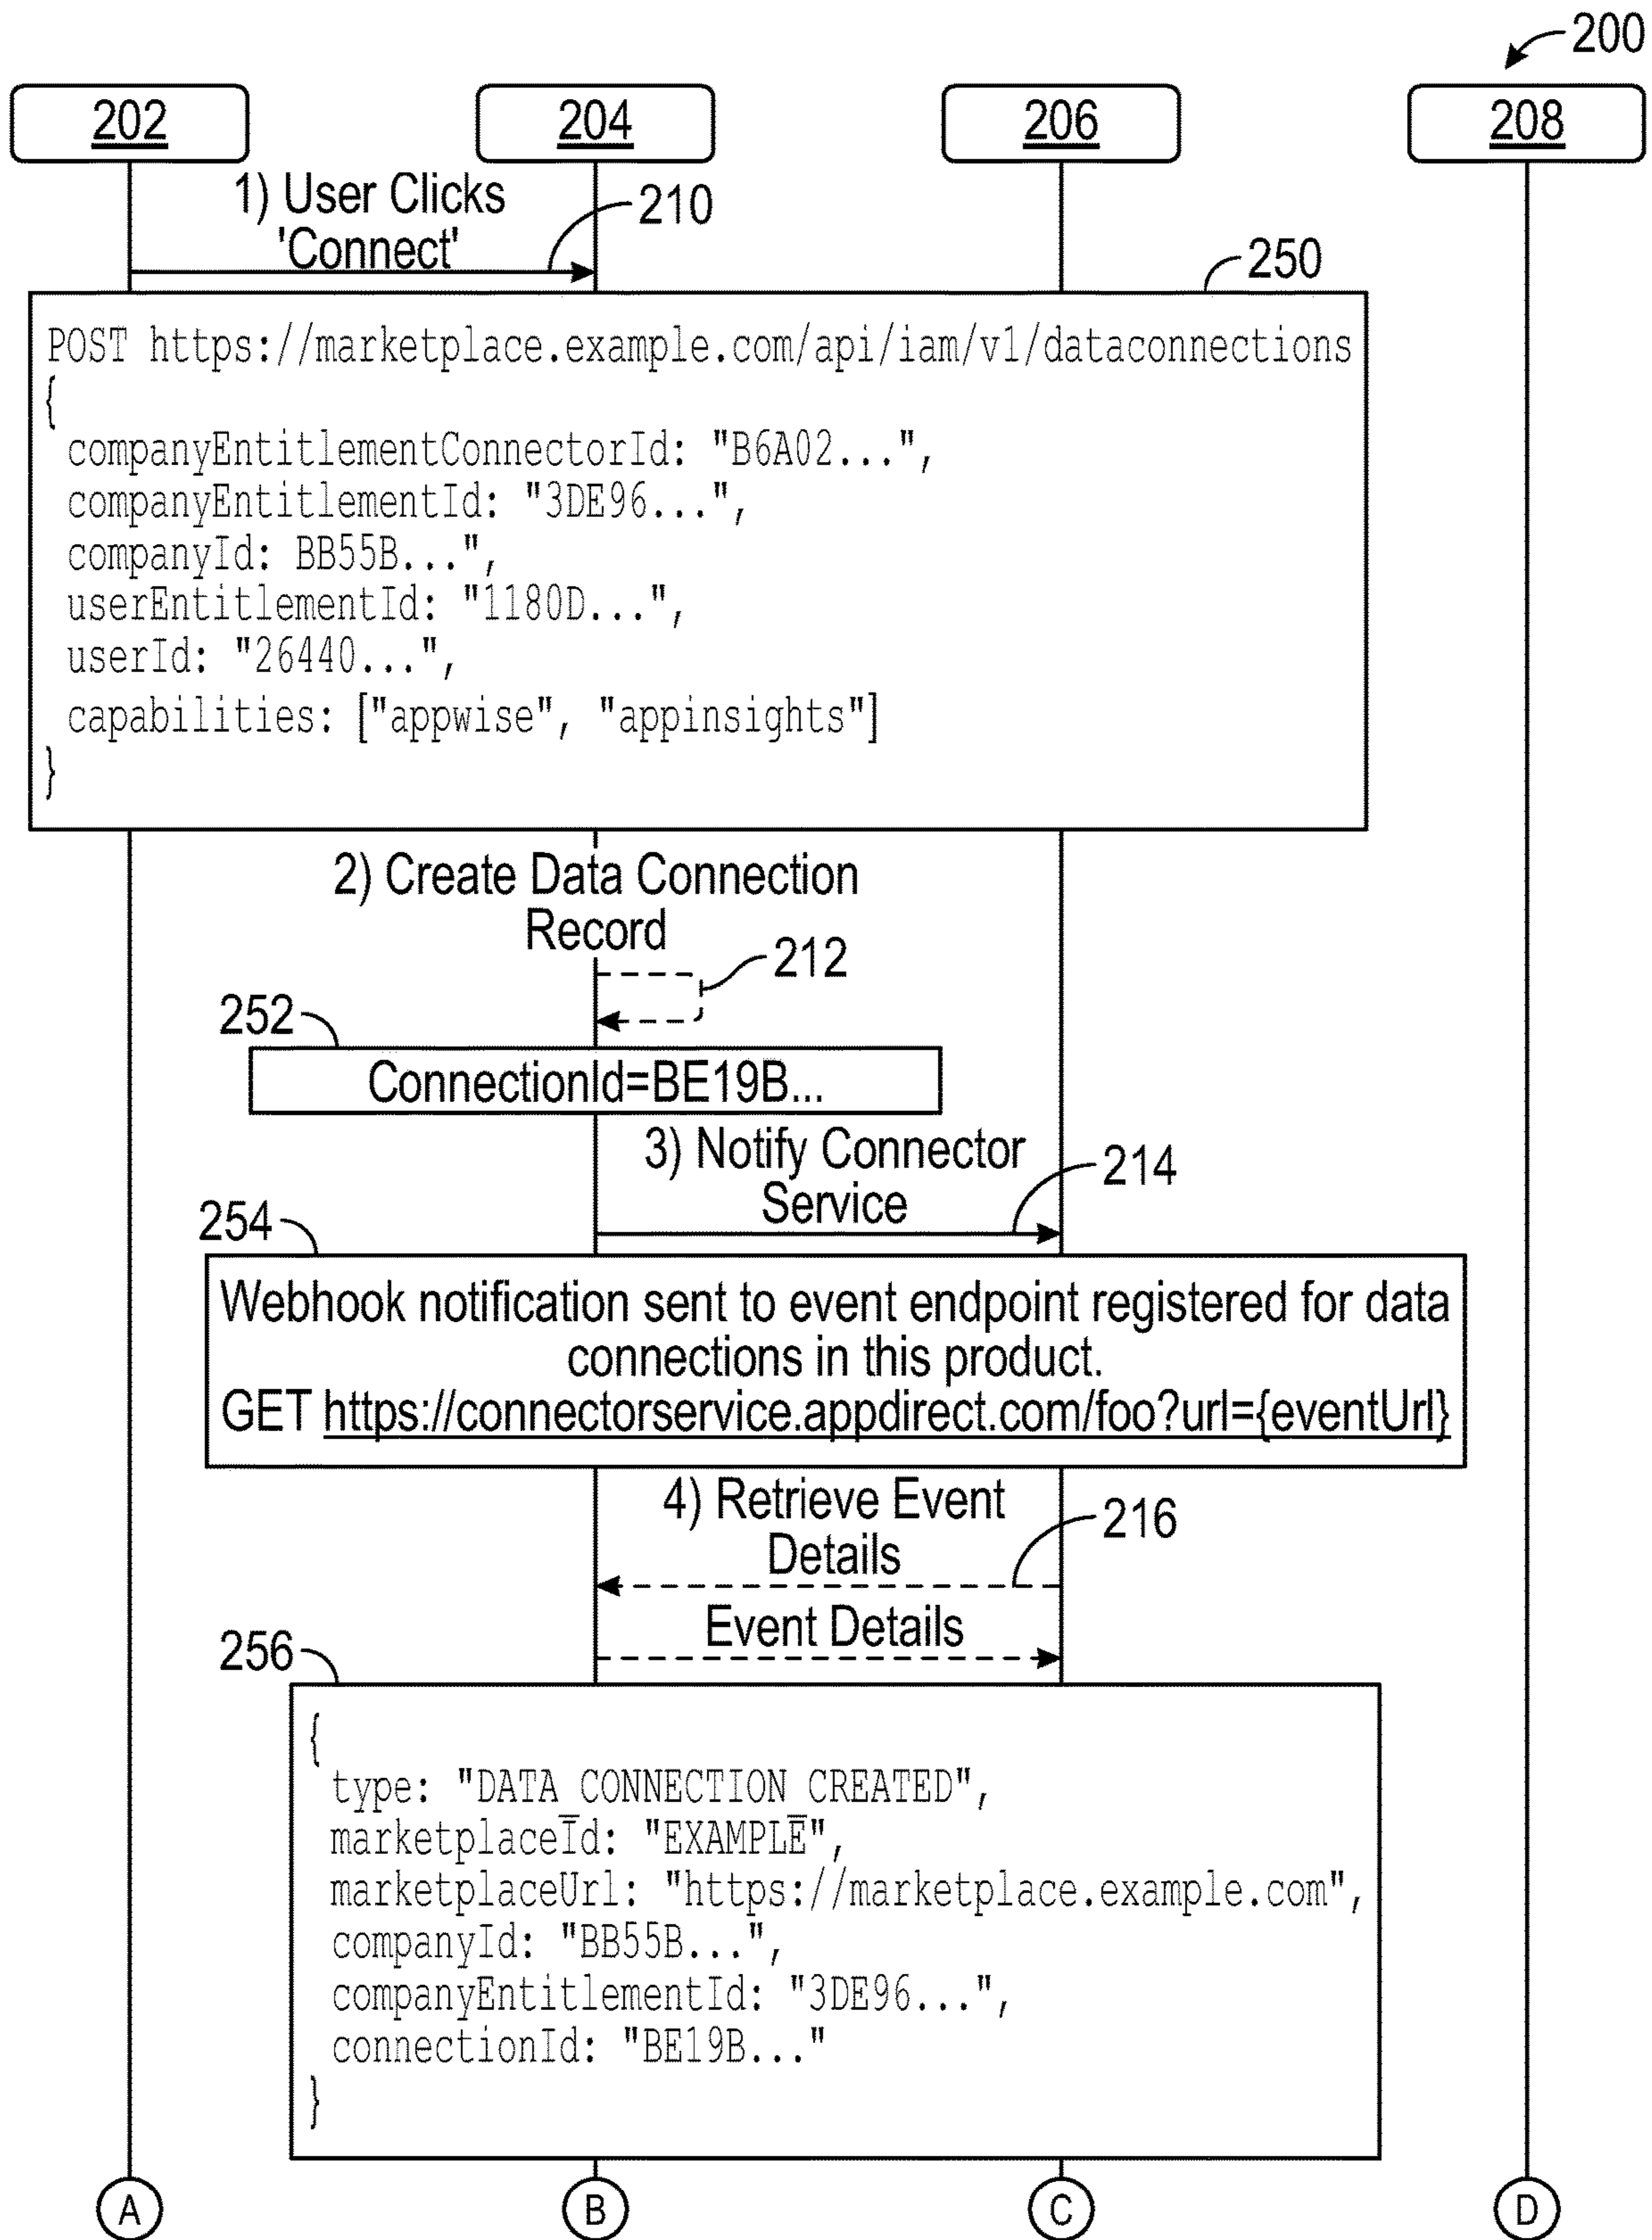 200
202
204
206
208
1) User Clicks
'Connect'
210
250
POST https://marketplace.example.com/api/iam/v1/dataconnections
{
companyEntitlementConnectorId: "B6A02...",
companyEntitlementId: "3DE96...",
companyId: BB55B...",
userEntitlementId: "1180D...",
userId: "26440...",
capabilities: ["appwise", "appinsights"]
}
2) Create Data Connection
Record
212
252
ConnectionId=BE19B...
3) Notify Connector
Service
214
254
Webhook notification sent to event endpoint registered for data
connections in this product.
GET https://connectorservice.appdirect.com/foo?url={eventUrl}
4) Retrieve Event
Details
216
Event Details
256
{
type: "DATA_CONNECTION_CREATED",
marketplaceId: "EXAMPLE",
marketplaceUrl: "https://marketplace.example.com",
companyId: "BB55B...",
companyEntitlementId: "3DE96...",
connectionId: "BE19B..."
}
A
B
C
D